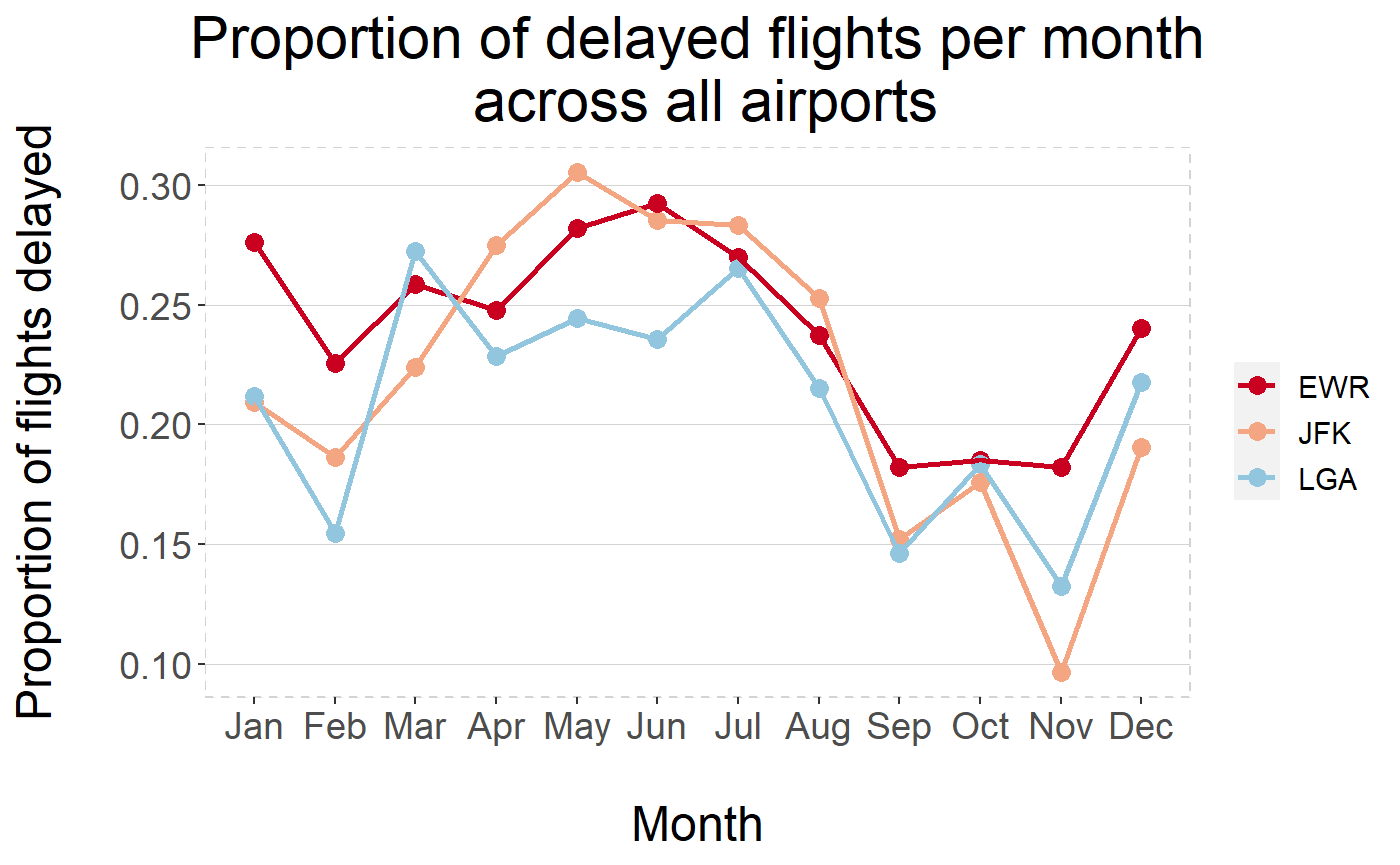 Proportion of delayed flights per month
across all airports
Proportion of flights delayed
0.30
0.25
0.20
0.15
0.10
Jan Feb Mar Apr May Jun Jul Aug Sep Oct Nov Dec
Month
EWR
JFK
LGA